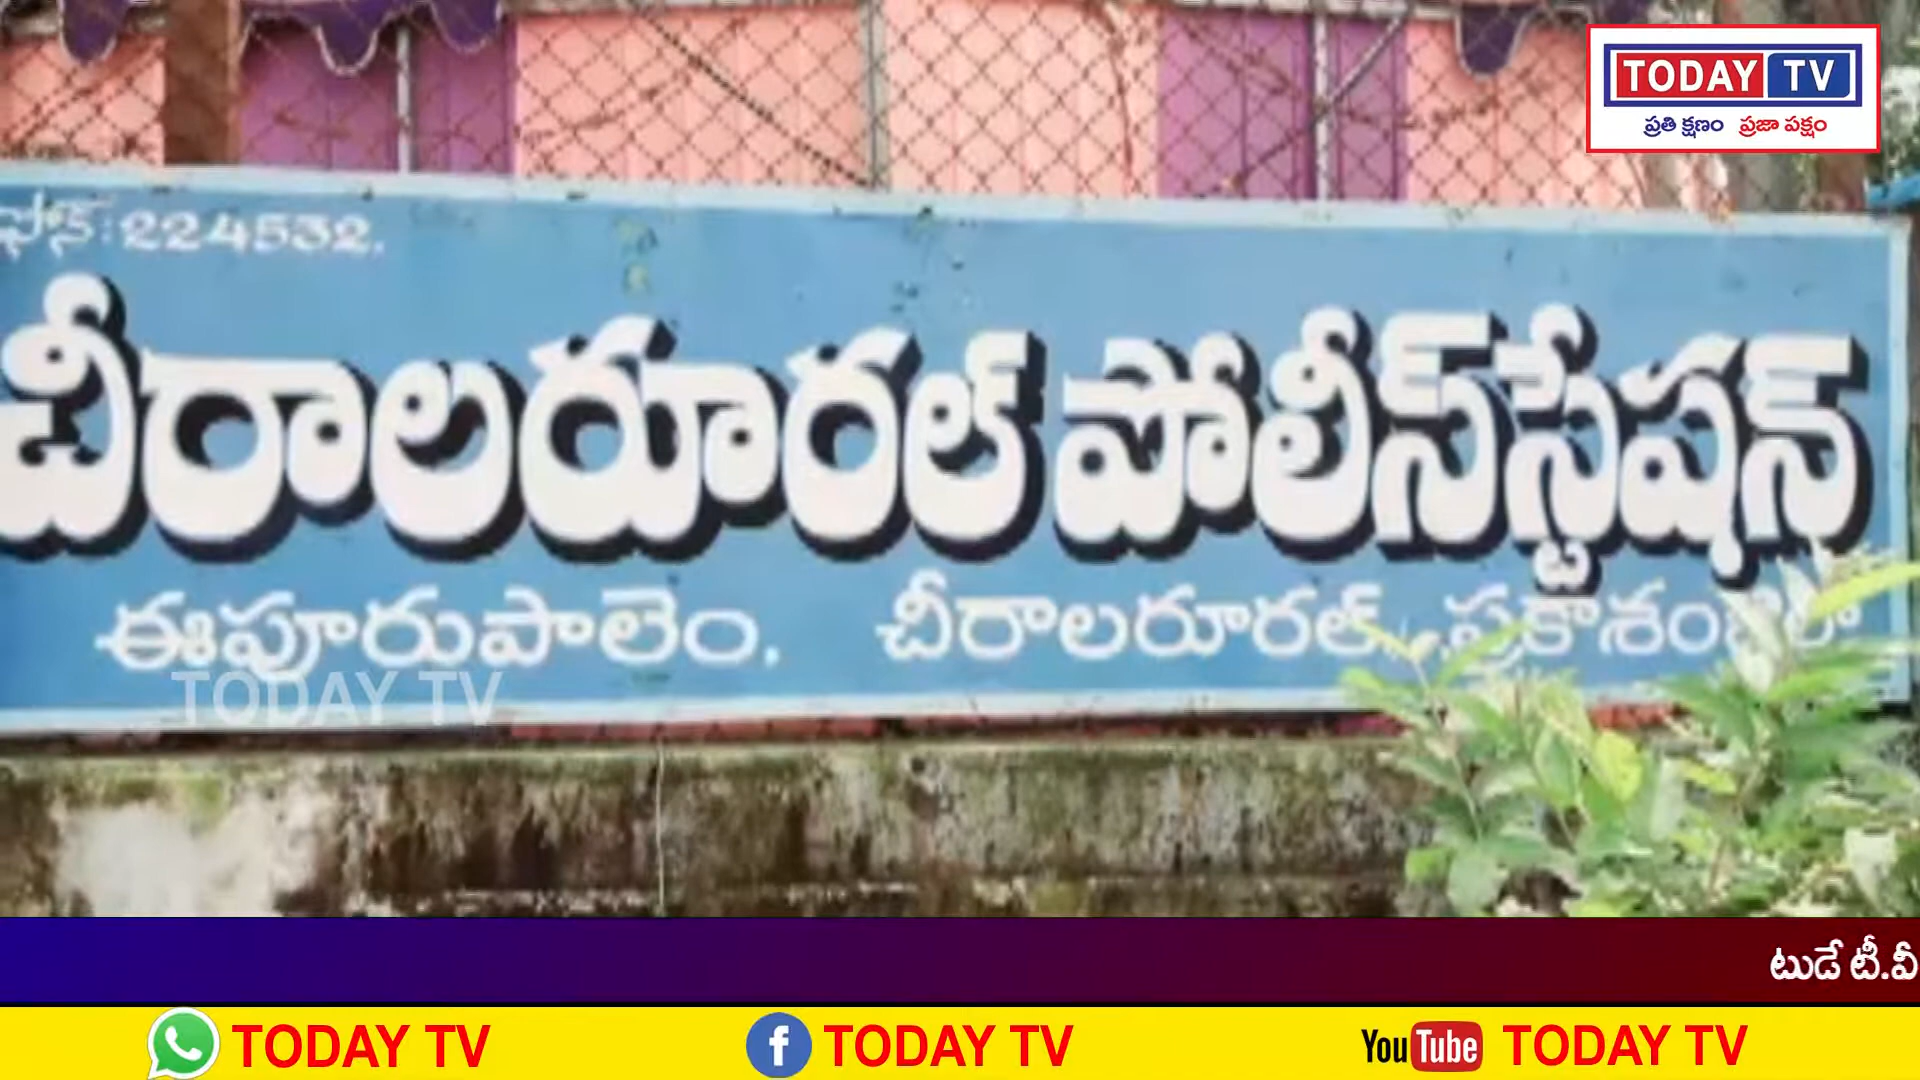 TODAY TV
ప్రతి క్షణం ప్రజా పక్షం
ఫోన్: 224532.
చీరాలరూరల్ పోలీస్‌స్టేషన్
ఈపూరుపాలెం, చీరాలరూరల్,
TODAY TV
టుడే టీ.వీ
TODAY TV
TODAY TV
YouTube TODAY TV